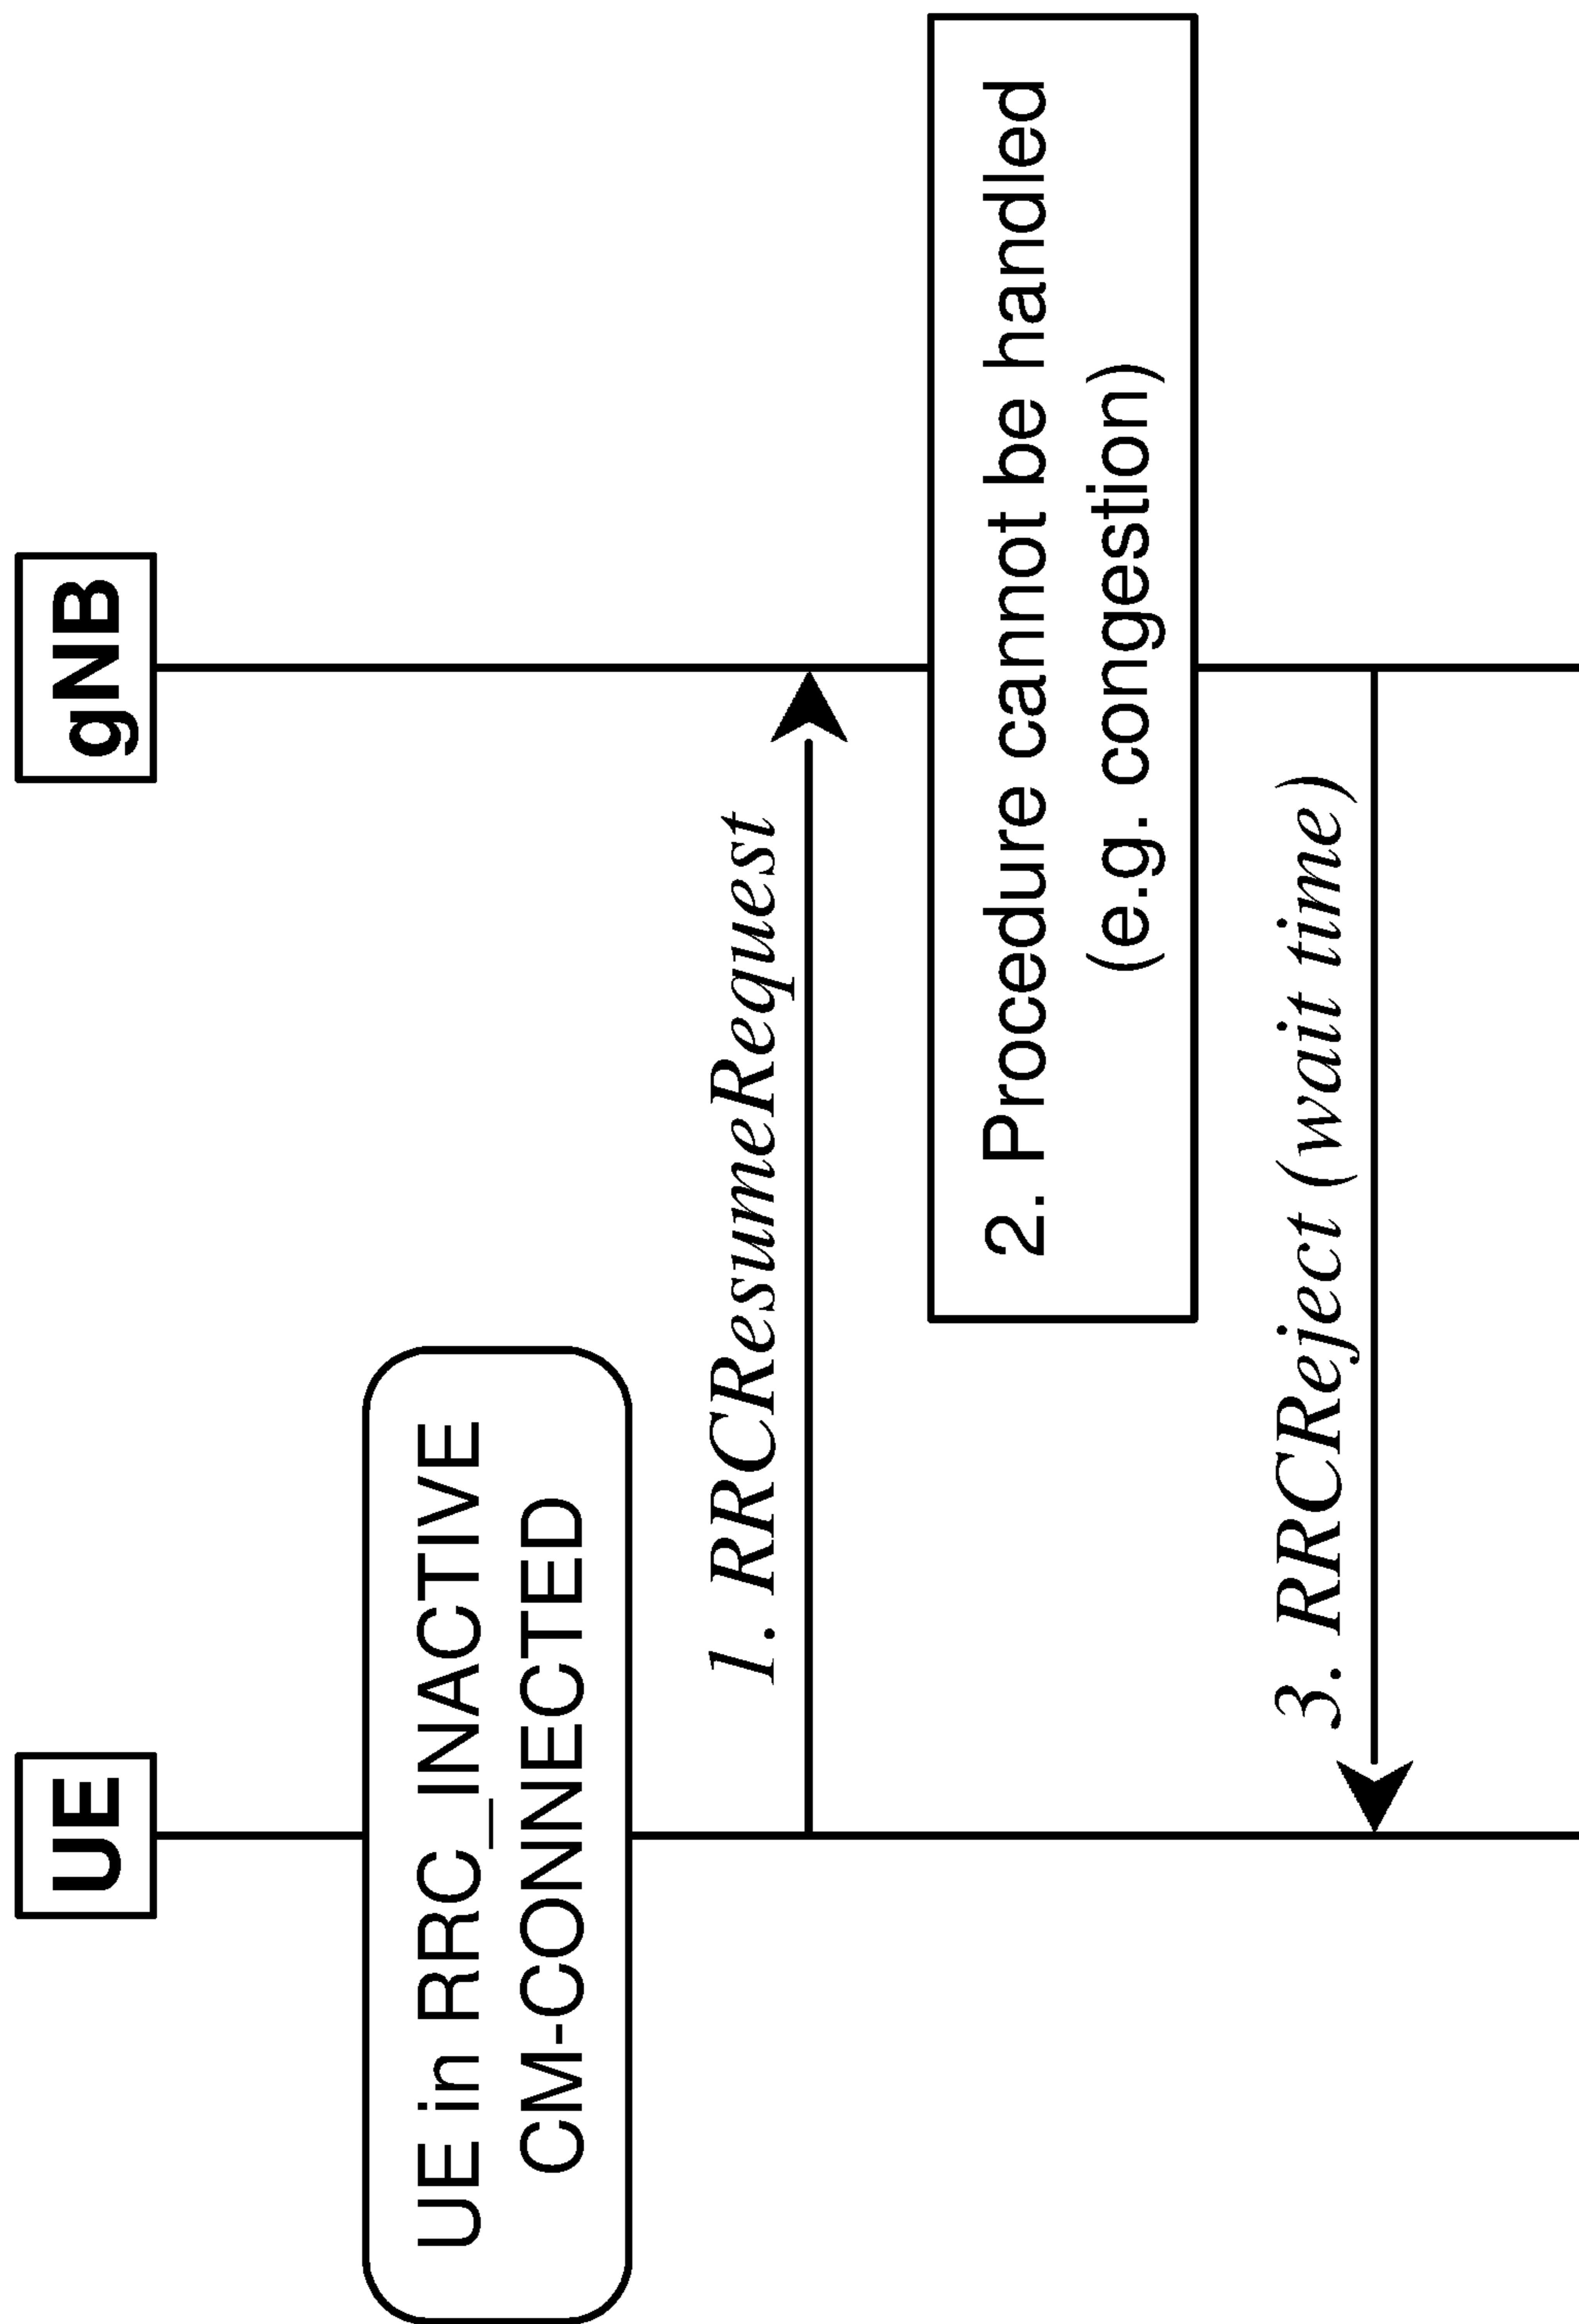 UE
gNB
UE in RRC_INACTIVE
CM-CONNECTED
1. RRCResumeRequest
2. Procedure cannot be handled
(e.g. congestion)
3. RRCReject (wait time)